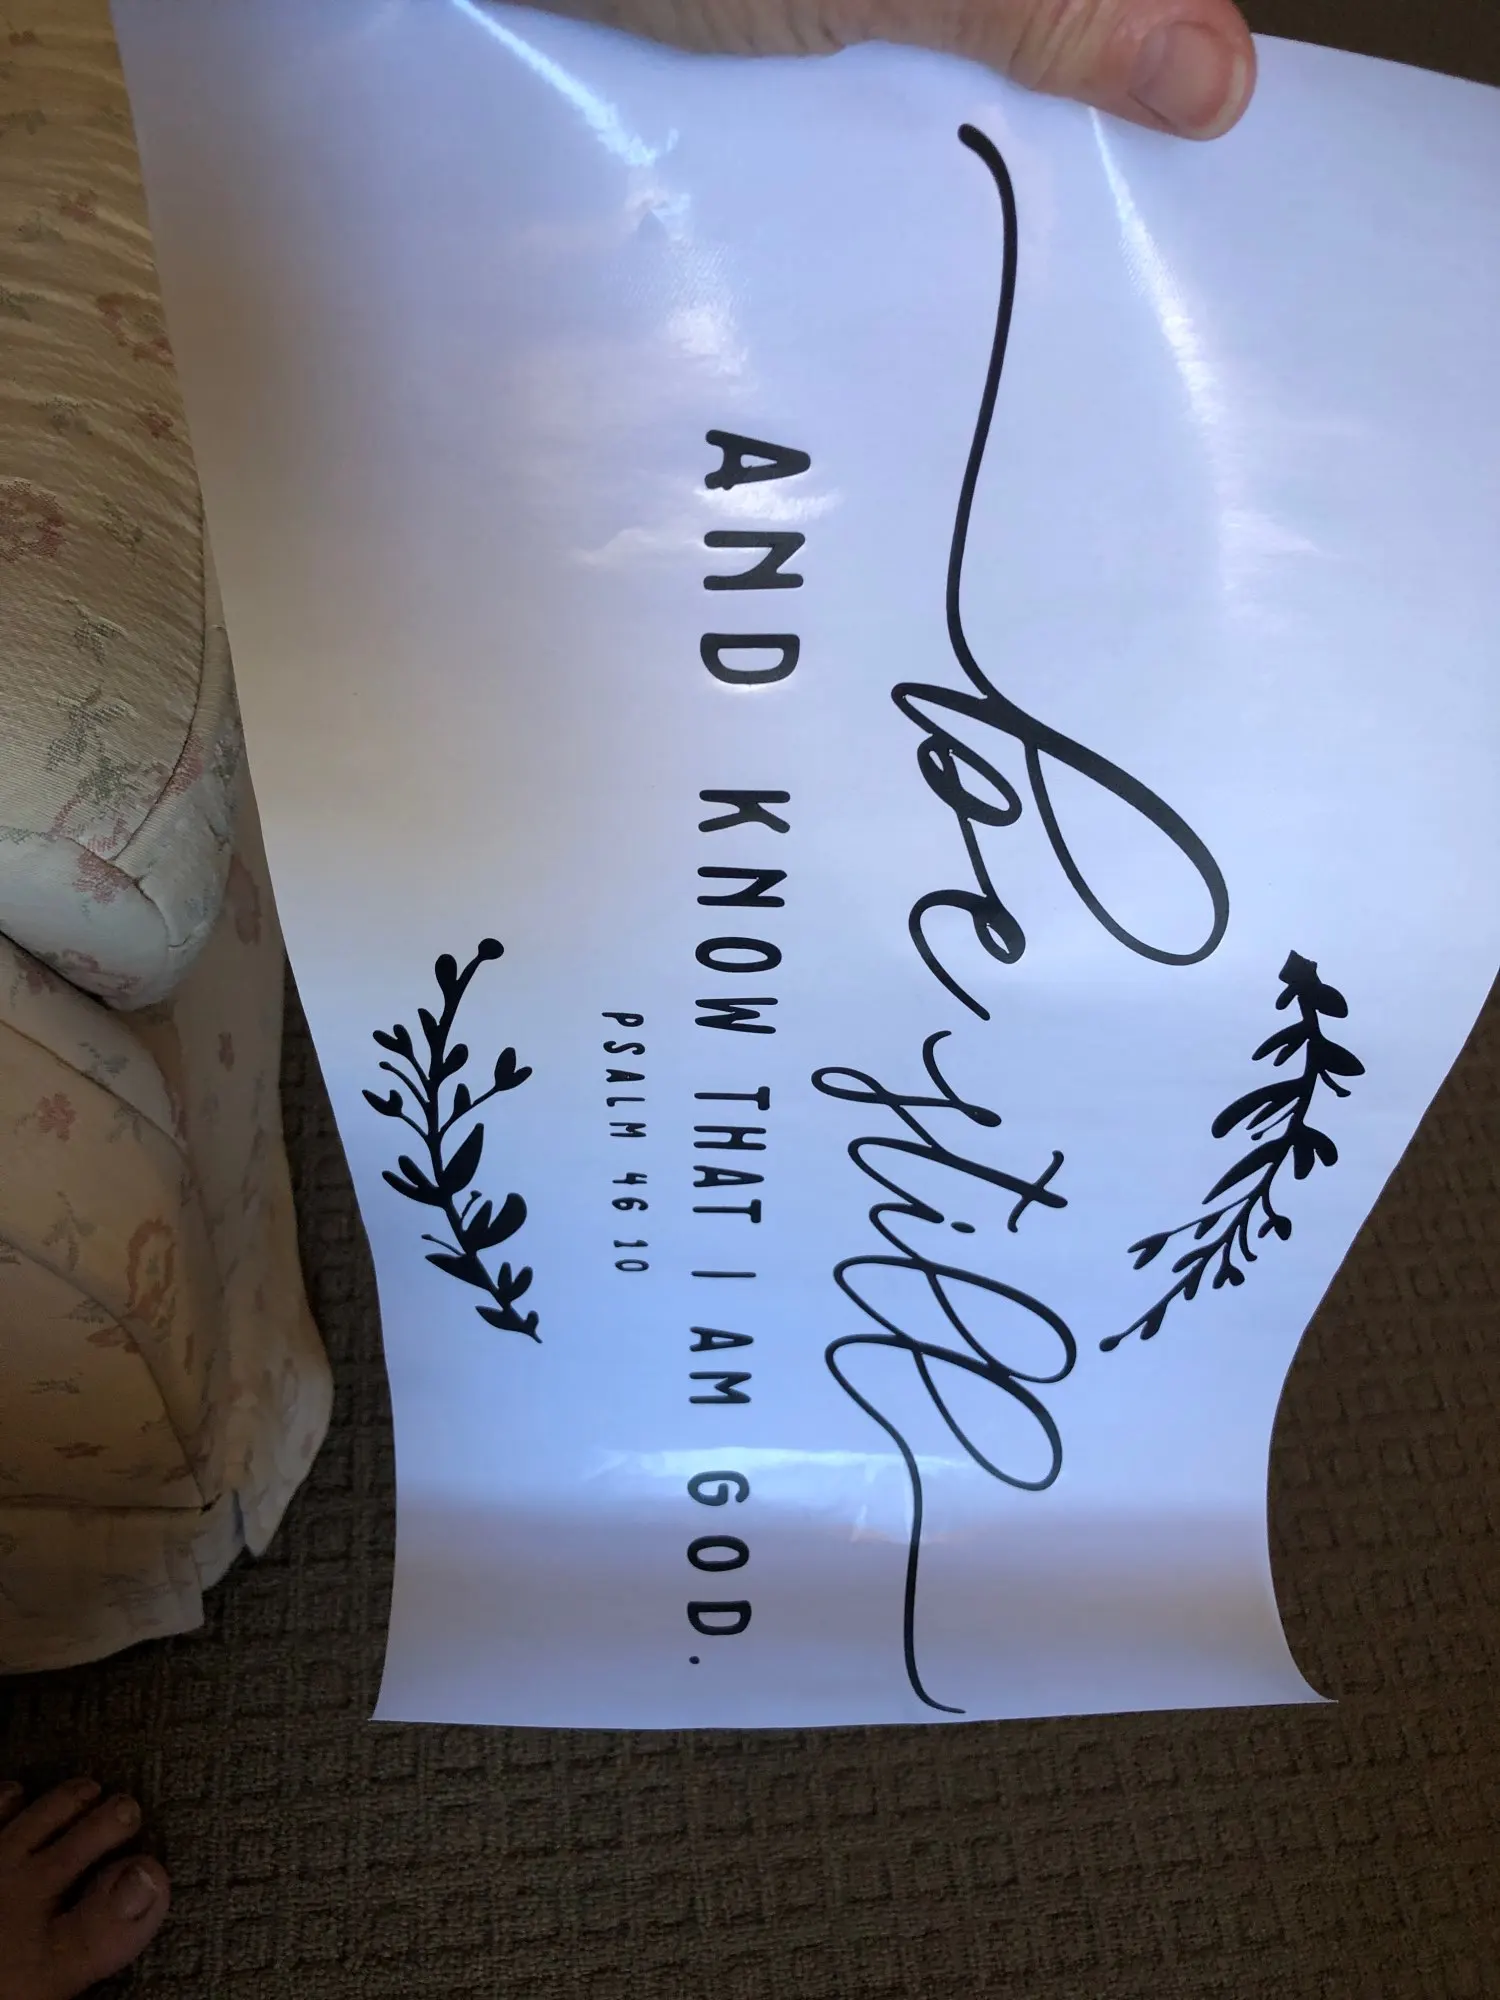 be still
AND KNOW THAT I AM GOD.
PSALM 46 10